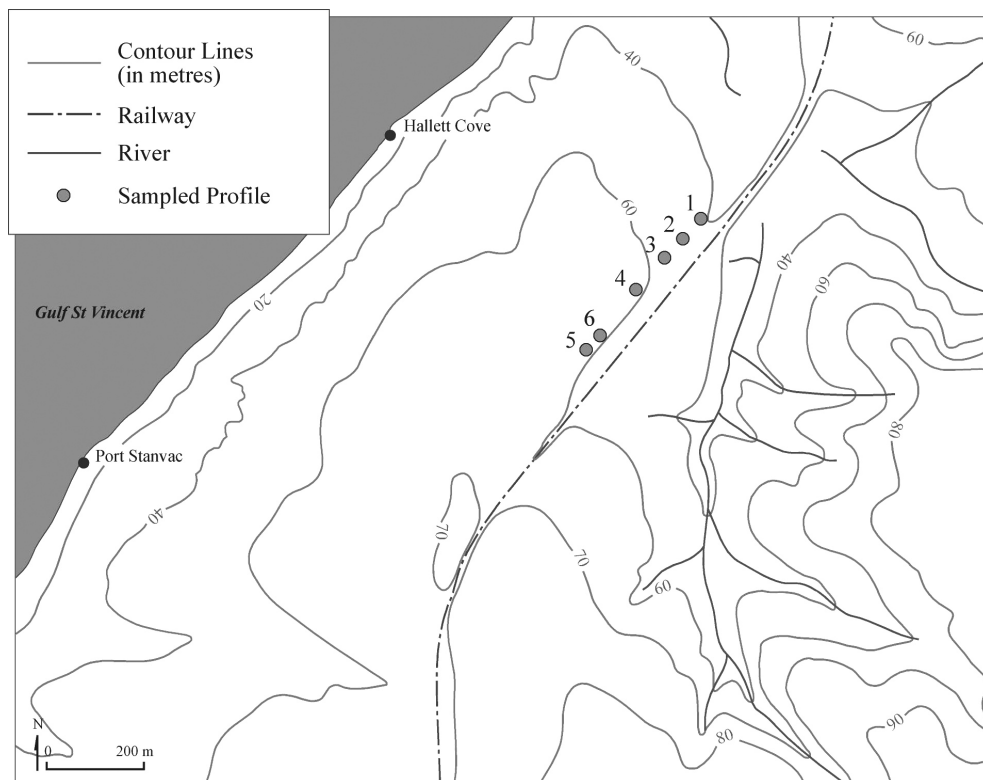 Contour Lines
(in metres)
Railway
River
Sampled Profile
Hallett Cove
Gulf St Vincent
Port Stanvac
60
40
60
1
2
3
4
6
5
20
40
60
80
40
70
70
60
80
90
N
0 200 m